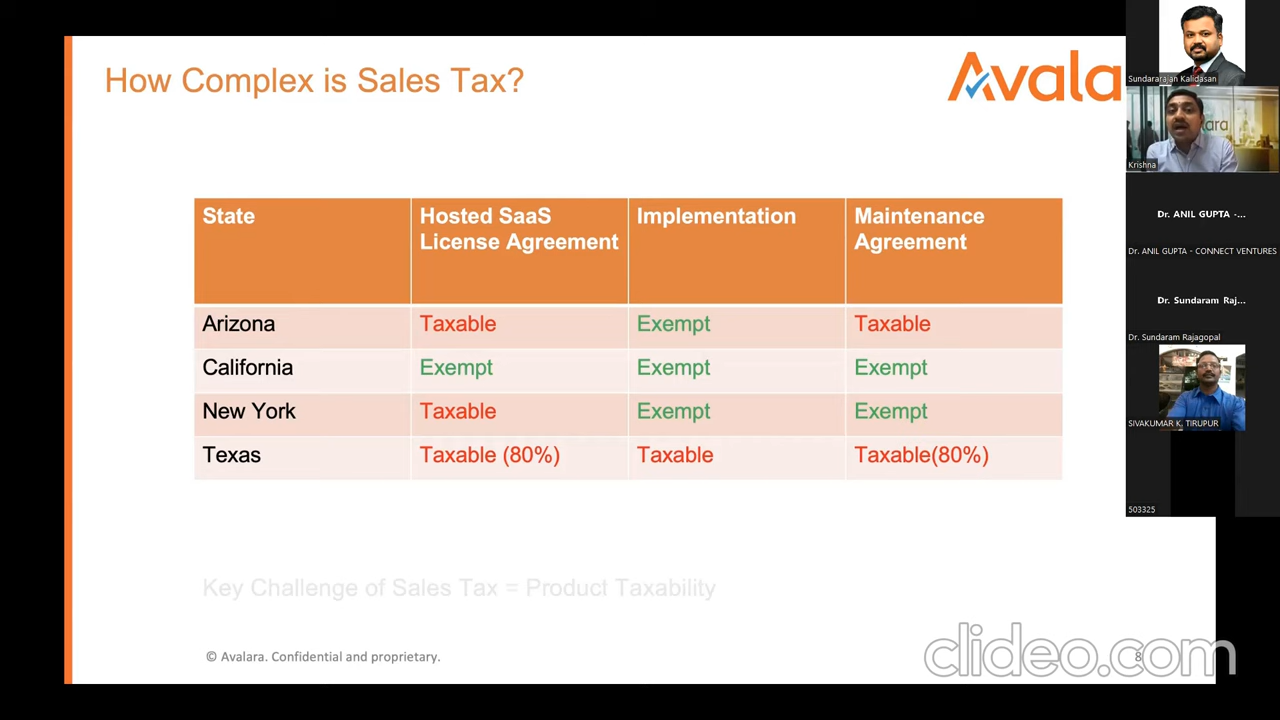 How Complex is Sales Tax?
Avala
State
Hosted SaaS
License Agreement
Implementation
Maintenance
Agreement
Arizona
Taxable
Exempt
Taxable
California
Exempt
Exempt
Exempt
New York
Taxable
Exempt
Exempt
Texas
Taxable (80%)
Taxable
Taxable(80%)
Key Challenge of Sales Tax = Product Taxability
© Avalara. Confidential and proprietary.
8
clideo.com
Sundararajan Kalidasan
lara
Krishna
Dr. ANIL GUPTA -...
Dr. ANIL GUPTA - CONNECT VENTURES
Dr. Sundaram Raj...
Dr. Sundaram Rajagopal
SIVAKUMAR K. TIRUPUR
503325